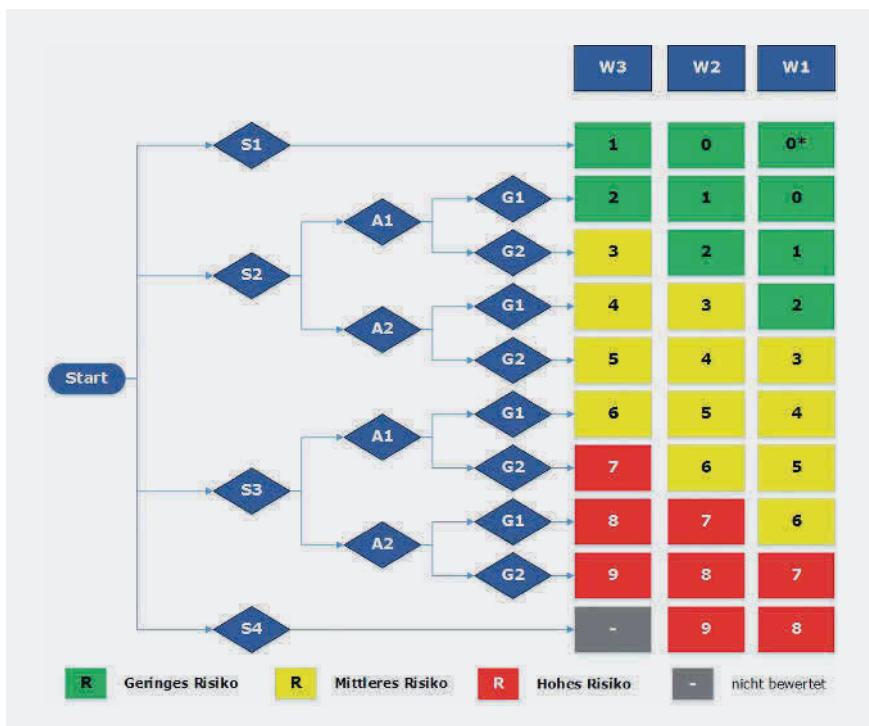 W3 W2 W1
S1 1 0 0*
G1 2 1 0
A1
G2 3 2 1
S2
G1 4 3 2
A2
G2 5 4 3
Start
G1 6 5 4
A1
G2 7 6 5
S3
G1 8 7 6
A2
G2 9 8 7
S4 - 9 8
R Geringes Risiko R Mittleres Risiko R Hohes Risiko - nicht bewertet